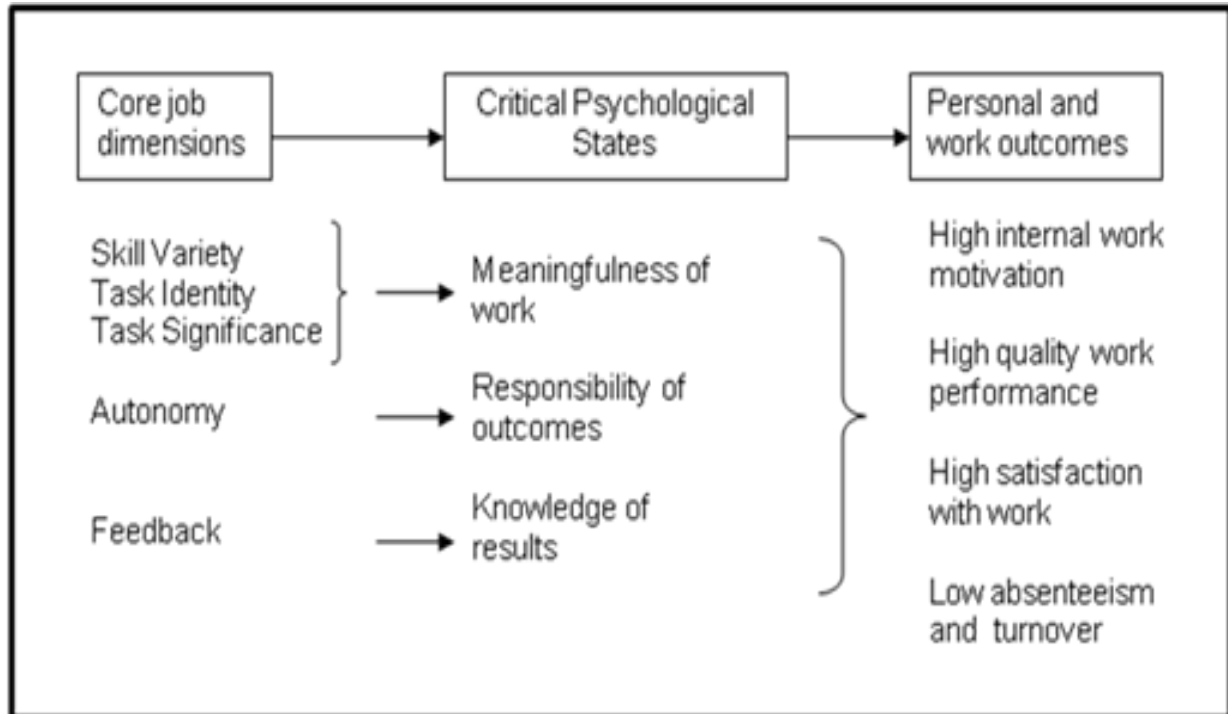 Core job
dimensions
Critical Psychological
States
Personal and
work outcomes
Skill Variety
Task Identity
Task Significance
Autonomy
Feedback
Meaningfulness of
work
Responsibility of
outcomes
Knowledge of
results
High internal work
motivation
High quality work
performance
High satisfaction
with work
Low absenteeism
and turnover